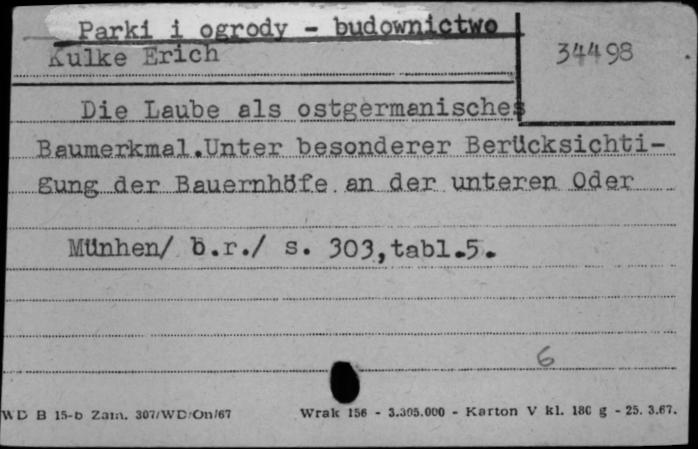 Parki i ogrody - budownictwo
Kulke Erich
34498
Die Laube als ostgermanisches
Baumerkmal.Unter besonderer Berücksichti-
gung der Bauernhöfe an der unteren Oder
Münhen/ b.r./ s. 303,tabl.5.
6
WD B 15-b Zam. 307/WD/On/67
Wrak 156 - 3.305.000 - Karton V kl. 180 g - 25. 3.67.